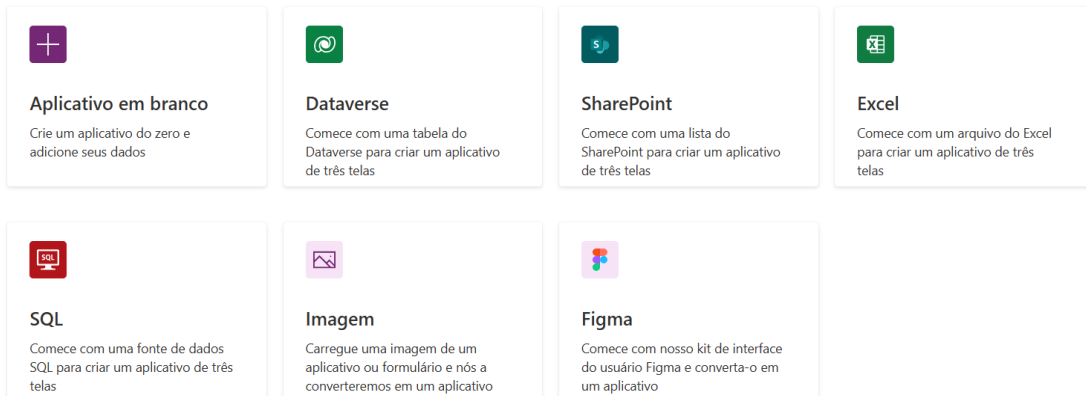 Aplicativo em branco
Crie um aplicativo do zero e
adicione seus dados
Dataverse
Comece com uma tabela do
Dataverse para criar um aplicativo
de três telas
S
SharePoint
Comece com uma lista do
SharePoint para criar um aplicativo
de três telas
X
Excel
Comece com um arquivo do Excel
para criar um aplicativo de três
telas
SQL
SQL
Comece com uma fonte de dados
SQL para criar um aplicativo de três
telas
Imagem
Carregue uma imagem de um
aplicativo ou formulário e nós a
converteremos em um aplicativo
Figma
Comece com nosso kit de interface
do usuário Figma e converta-o em
um aplicativo